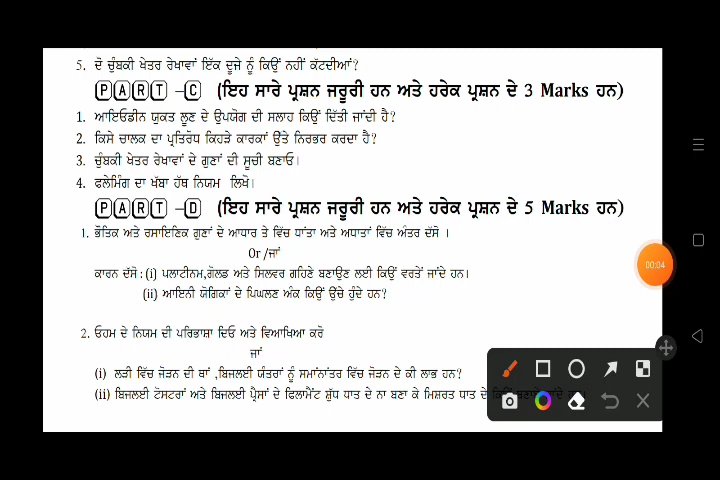 5. ਦੋ ਚੁੰਬਕੀ ਖੇਤਰ ਰੇਖਾਵਾਂ ਇੱਕ ਦੂਜੇ ਨੂੰ ਕਿਉਂ ਨਹੀਂ ਕੱਟਦੀਆਂ?
PART –C (ਇਹ ਸਾਰੇ ਪ੍ਰਸ਼ਨ ਜਰੂਰੀ ਹਨ ਅਤੇ ਹਰੇਕ ਪ੍ਰਸ਼ਨ ਦੇ 3 Marks ਹਨ)
1. ਆਇਓਡੀਨ ਯੁਕਤ ਲੂਣ ਦੇ ਉਪਯੋਗ ਦੀ ਸਲਾਹ ਕਿਉਂ ਦਿੱਤੀ ਜਾਂਦੀ ਹੈ?
2. ਕਿਸੇ ਚਾਲਕ ਦਾ ਪ੍ਰਤਿਰੋਧ ਕਿਹੜੇ ਕਾਰਕਾਂ ਉੱਤੇ ਨਿਰਭਰ ਕਰਦਾ ਹੈ?
3. ਚੁੰਬਕੀ ਖੇਤਰ ਰੇਖਾਵਾਂ ਦੇ ਗੁਣਾਂ ਦੀ ਸੂਚੀ ਬਣਾਓ।
4. ਫਲੇਮਿੰਗ ਦਾ ਖੱਬਾ ਹੱਥ ਨਿਯਮ ਲਿਖੋ।
PART –D (ਇਹ ਸਾਰੇ ਪ੍ਰਸ਼ਨ ਜਰੂਰੀ ਹਨ ਅਤੇ ਹਰੇਕ ਪ੍ਰਸ਼ਨ ਦੇ 5 Marks ਹਨ)
1. ਭੌਤਿਕ ਅਤੇ ਰਸਾਇਣਿਕ ਗੁਣਾਂ ਦੇ ਆਧਾਰ ਤੇ ਵਿੱਚ ਧਾਂਤਾ ਅਤੇ ਅਧਾਤਾਂ ਵਿੱਚ ਅੰਤਰ ਦੱਸੋ ।
Or /ਜਾਂ
ਕਾਰਨ ਦੱਸੋ : (i) ਪਲਾਟੀਨਮ,ਗੋਲਡ ਅਤੇ ਸਿਲਵਰ ਗਹਿਣੇ ਬਣਾਉਣ ਲਈ ਕਿਉਂ ਵਰਤੇਂ ਜਾਂਦੇ ਹਨ।
(ii) ਆਇਨੀ ਯੋਗਿਕਾਂ ਦੇ ਪਿਘਲਣ ਅੰਕ ਕਿਉਂ ਉੱਚੇ ਹੁੰਦੇ ਹਨ?
2. ਓਹਮ ਦੇ ਨਿਯਮ ਦੀ ਪਰਿਭਾਸ਼ਾ ਦਿਓ ਅਤੇ ਵਿਆਖਿਆ ਕਰੋ
ਜਾਂ
(i) ਲੜੀ ਵਿੱਚ ਜੋੜਨ ਦੀ ਥਾਂ ,ਬਿਜਲਈ ਯੰਤਰਾਂ ਨੂੰ ਸਮਾਂਨਾਂਤਰ ਵਿੱਚ ਜੋੜਨ ਦੇ ਕੀ ਲਾਭ ਹਨ?
(ii) ਬਿਜਲਈ ਟੋਸਟਰਾਂ ਅਤੇ ਬਿਜਲਈ ਪ੍ਰੈਸਾਂ ਦੇ ਫਿਲਾਮੈਂਟ ਸ਼ੁੱਧ ਧਾਤ ਦੇ ਨਾ ਬਣਾ ਕੇ ਮਿਸ਼ਰਤ ਧਾਤ ਦੇ
00:04